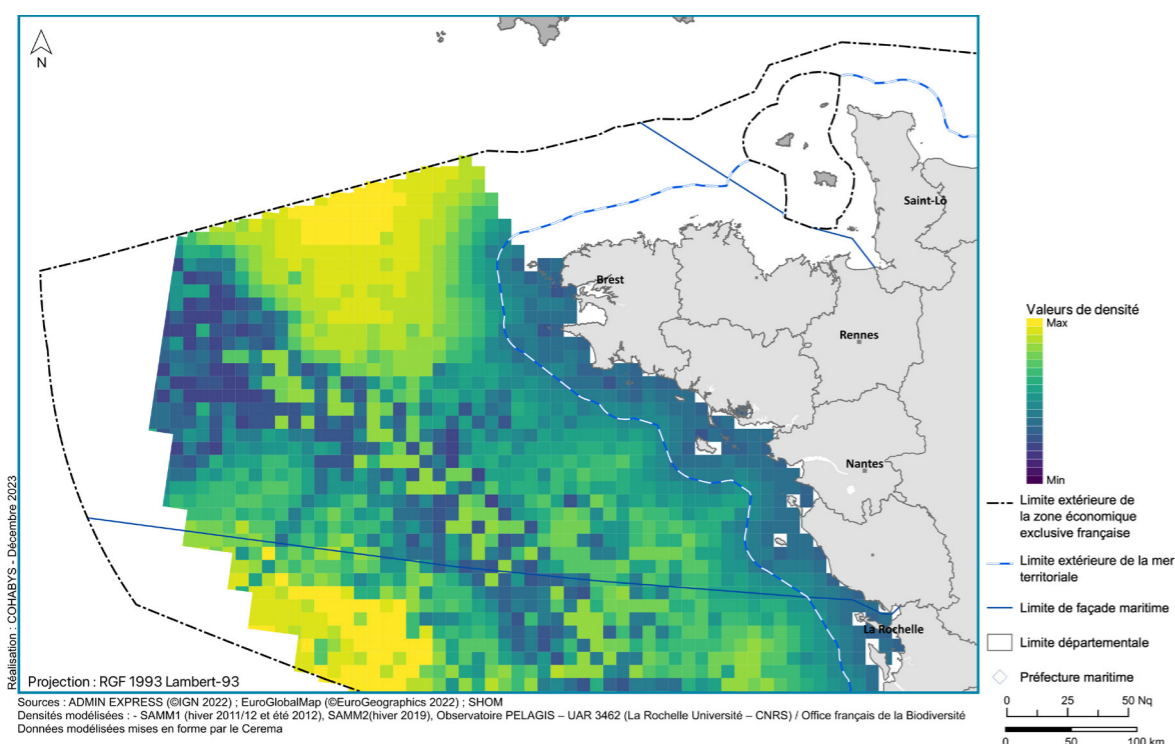 N
Saint-Lô
Brest
Rennes
Nantes
La Rochelle
Projection : RGF 1993 Lambert-93
Réalisation : COHABYS - Décembre 2023
Valeurs de densité
Max
Min
Limite extérieure de
la zone économique
exclusive française
Limite extérieure de la mer
territoriale
Limite de façade maritime
Limite départementale
Préfecture maritime
0 25 50 Nq
0 50 100 km
Sources : ADMIN EXPRESS (©IGN 2022) ; EuroGlobalMap (©EuroGeographics 2022) ; SHOM
Densités modélisées : - SAMM1 (hiver 2011/12 et été 2012), SAMM2(hiver 2019), Observatoire PELAGIS – UAR 3462 (La Rochelle Université – CNRS) / Office français de la Biodiversité
Données modélisées mises en forme par le Cerema